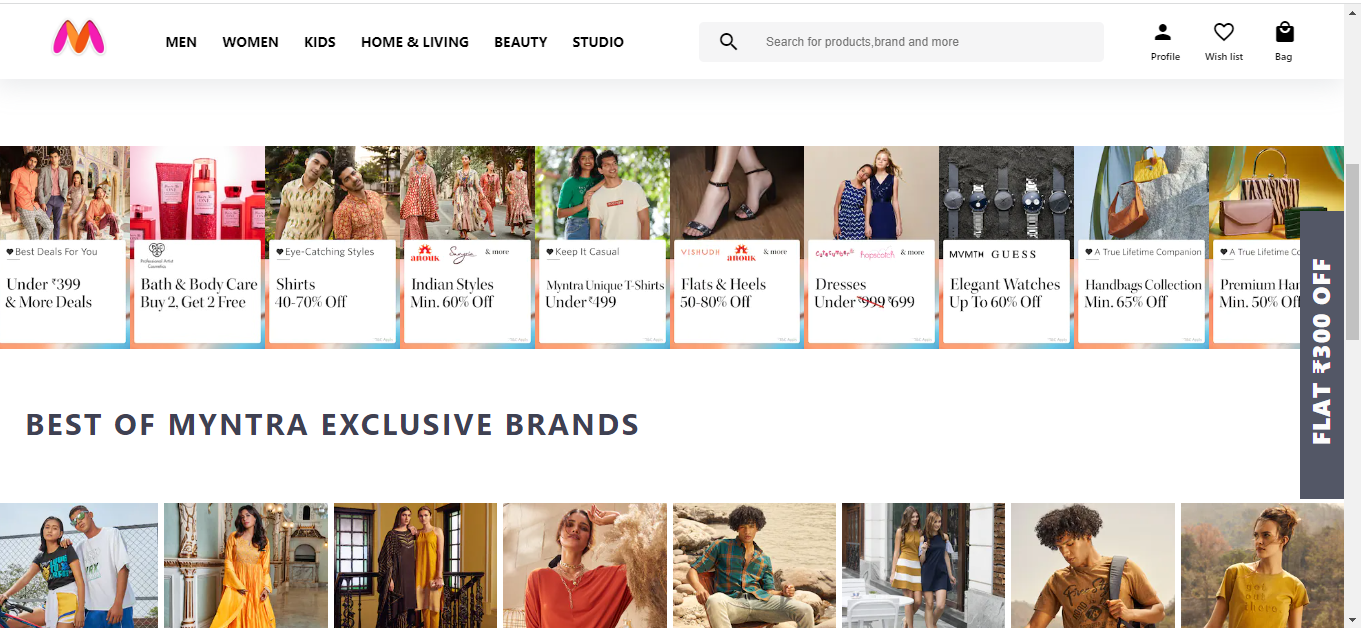 MEN WOMEN KIDS HOME & LIVING BEAUTY STUDIO
Search for products,brand and more
Profile Wish list Bag
Best Deals For You
Under ₹399
& More Deals
Professional Artist
Cosmetics
Bath & Body Care
Buy 2, Get 2 Free
Eye-Catching Styles
Shirts
40-70% Off
anouk Sangria & more
Indian Styles
Min. 60% Off
Keep It Casual
Myntra Unique T-Shirts
Under ₹499
VISHUDH anouk & more
Flats & Heels
50-80% Off
hopscotch & more
Dresses
Under ₹999 ₹699
MVMTH GUESS
Elegant Watches
Up To 60% Off
A True Lifetime Companion
Handbags Collection
Min. 65% Off
A True Lifetime Co
Premium Han
Min. 50% Off
FLAT ₹300 OFF
BEST OF MYNTRA EXCLUSIVE BRANDS